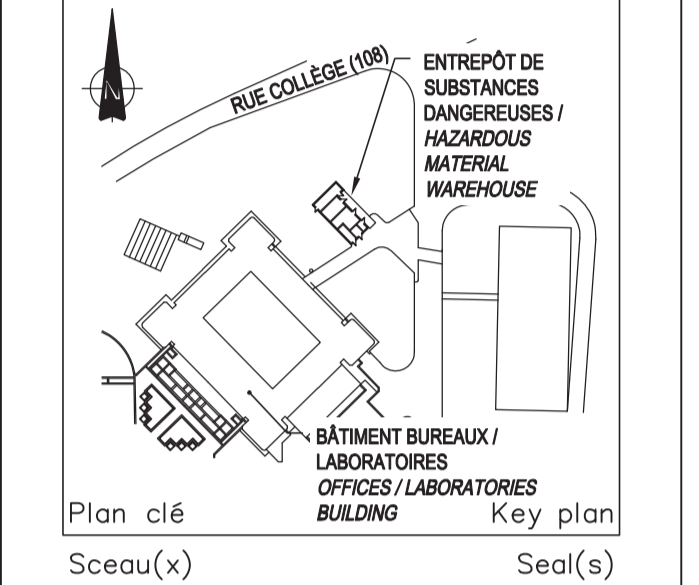 N
RUE COLLÈGE (108)
ENTREPÔT DE
SUBSTANCES
DANGEREUSES /
HAZARDOUS
MATERIAL
WAREHOUSE
BÂTIMENT BUREAUX /
LABORATOIRES
OFFICES / LABORATORIES
BUILDING
Plan clé
Key plan
Sceau(x)
Seal(s)